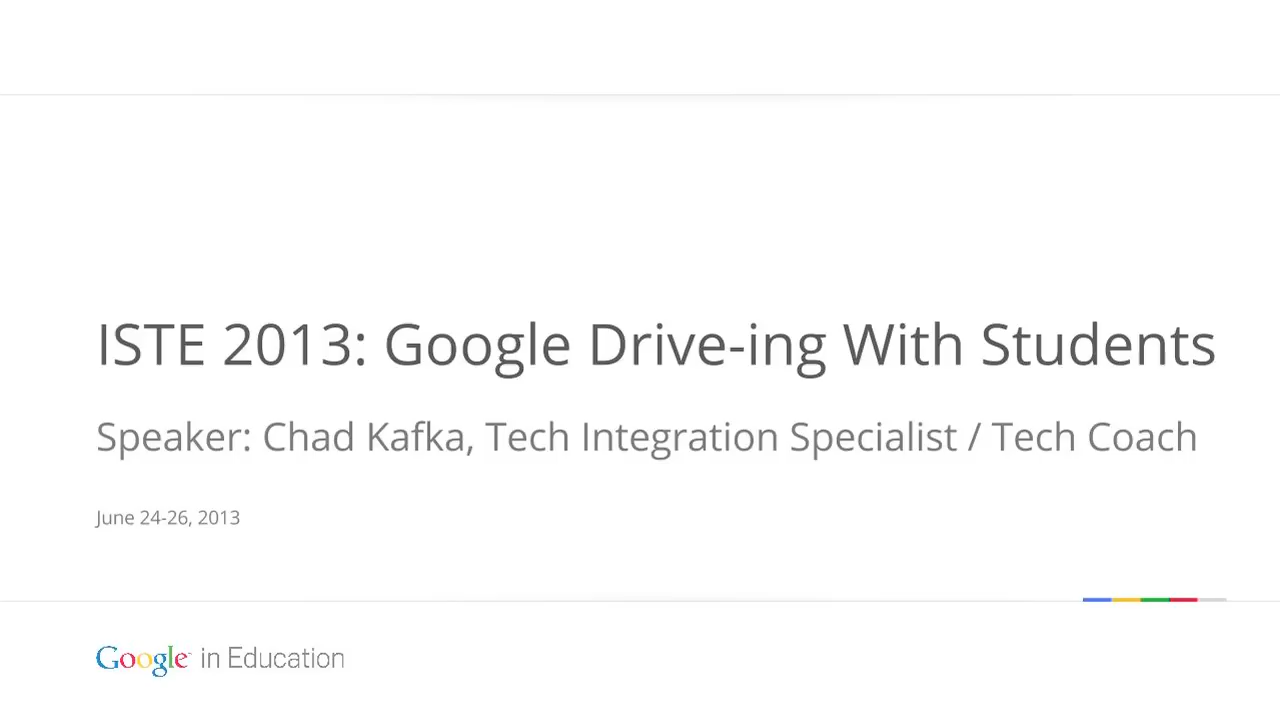 ISTE 2013: Google Drive-ing With Students
Speaker: Chad Kafka, Tech Integration Specialist / Tech Coach
June 24-26, 2013
Google in Education